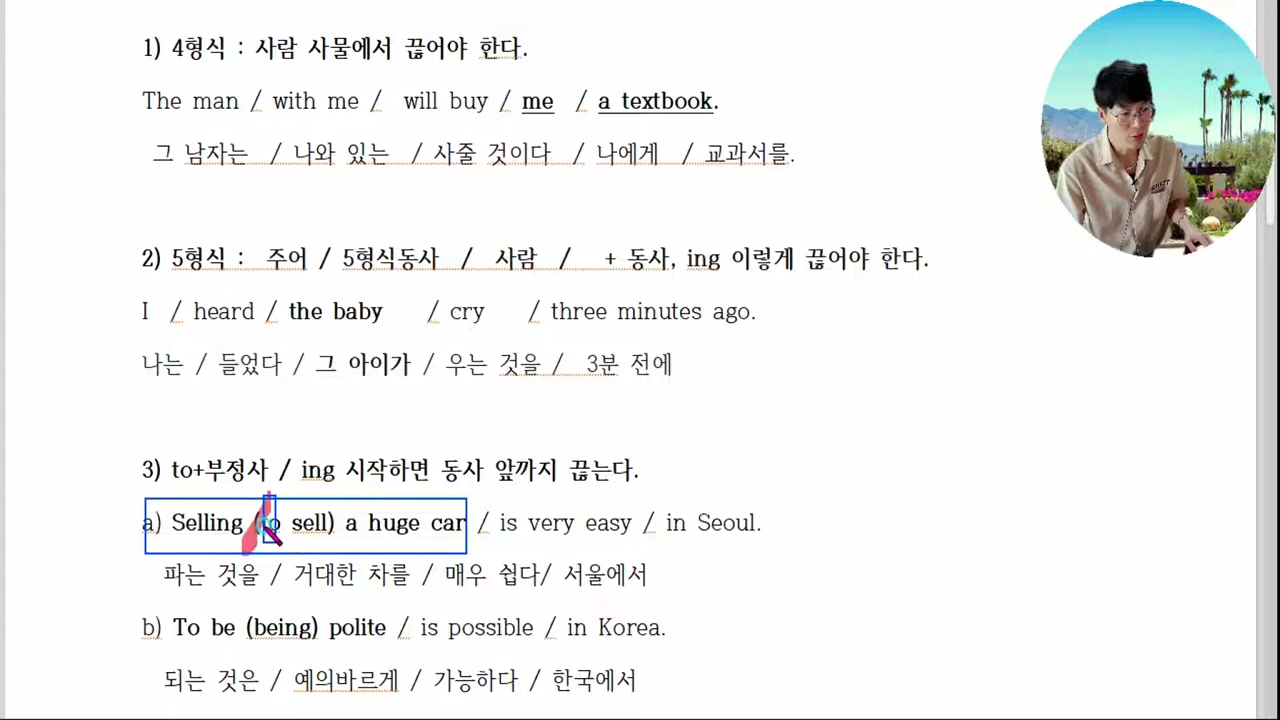 1) 4형식 : 사람 사물에서 끊어야 한다.
The man / with me / will buy / me / a textbook.
그 남자는 / 나와 있는 / 사줄 것이다 / 나에게 / 교과서를.
2) 5형식 : 주어 / 5형식동사 / 사람 / + 동사, ing 이렇게 끊어야 한다.
I / heard / the baby / cry / three minutes ago.
나는 / 들었다 / 그 아이가 / 우는 것을 / 3분 전에
3) to+부정사 / ing 시작하면 동사 앞까지 끊는다.
a) Selling (to sell) a huge car / is very easy / in Seoul.
파는 것을 / 거대한 차를 / 매우 쉽다/ 서울에서
b) To be (being) polite / is possible / in Korea.
되는 것은 / 예의바르게 / 가능하다 / 한국에서